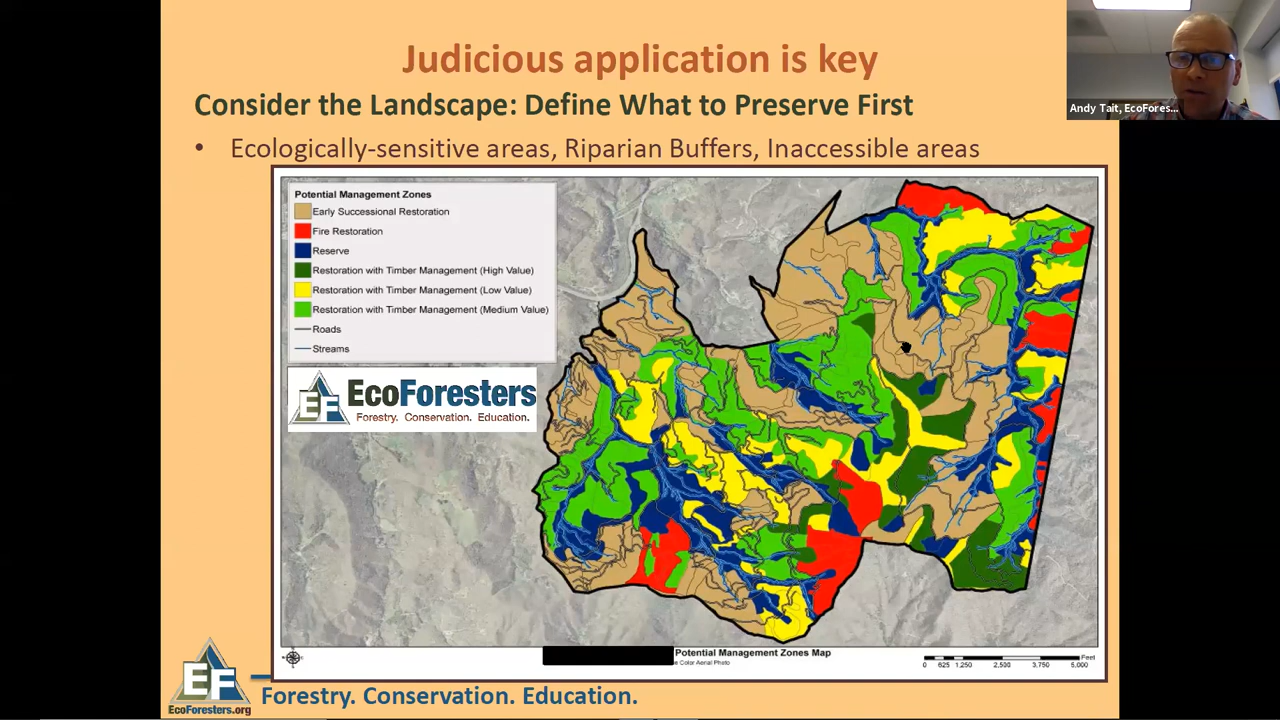 Judicious application is key
Consider the Landscape: Define What to Preserve First
• Ecologically-sensitive areas, Riparian Buffers, Inaccessible areas
Andy Tait, EcoFores...
Potential Management Zones
Early Successional Restoration
Fire Restoration
Reserve
Restoration with Timber Management (High Value)
Restoration with Timber Management (Low Value)
Restoration with Timber Management (Medium Value)
Roads
Streams
EF EcoForesters
Forestry. Conservation. Education.
Potential Management Zones Map
Color Aerial Photo
Feet
0 625 1,250 2,500 3,750 5,000
EF
EcoForesters.org
Forestry. Conservation. Education.